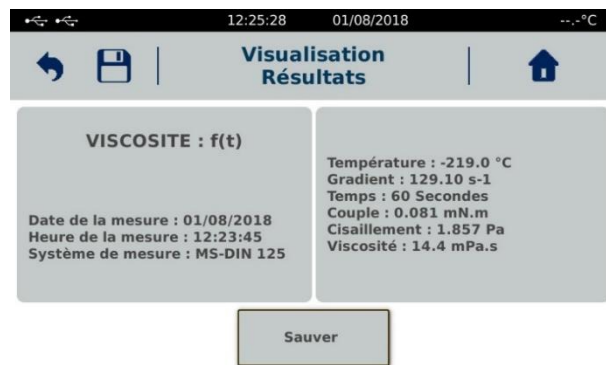 12:25:28 01/08/2018 --.-°C
Visualisation
Résultats
VISCOSITE : f(t)
Date de la mesure : 01/08/2018
Heure de la mesure : 12:23:45
Système de mesure : MS-DIN 125
Température : -219.0 °C
Gradient : 129.10 s-1
Temps : 60 Secondes
Couple : 0.081 mN.m
Cisaillement : 1.857 Pa
Viscosité : 14.4 mPa.s
Sauver